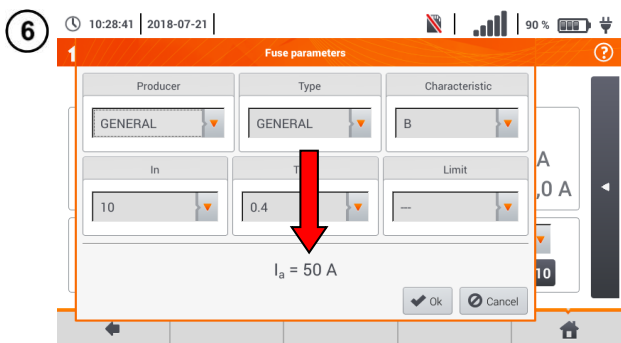 6
10:28:41 2018-07-21 90 %
Fuse parameters ?
Producer Type Characteristic
GENERAL GENERAL B
In T Limit
10 0.4 ---
A
,0 A
Ia = 50 A
10
Ok Cancel